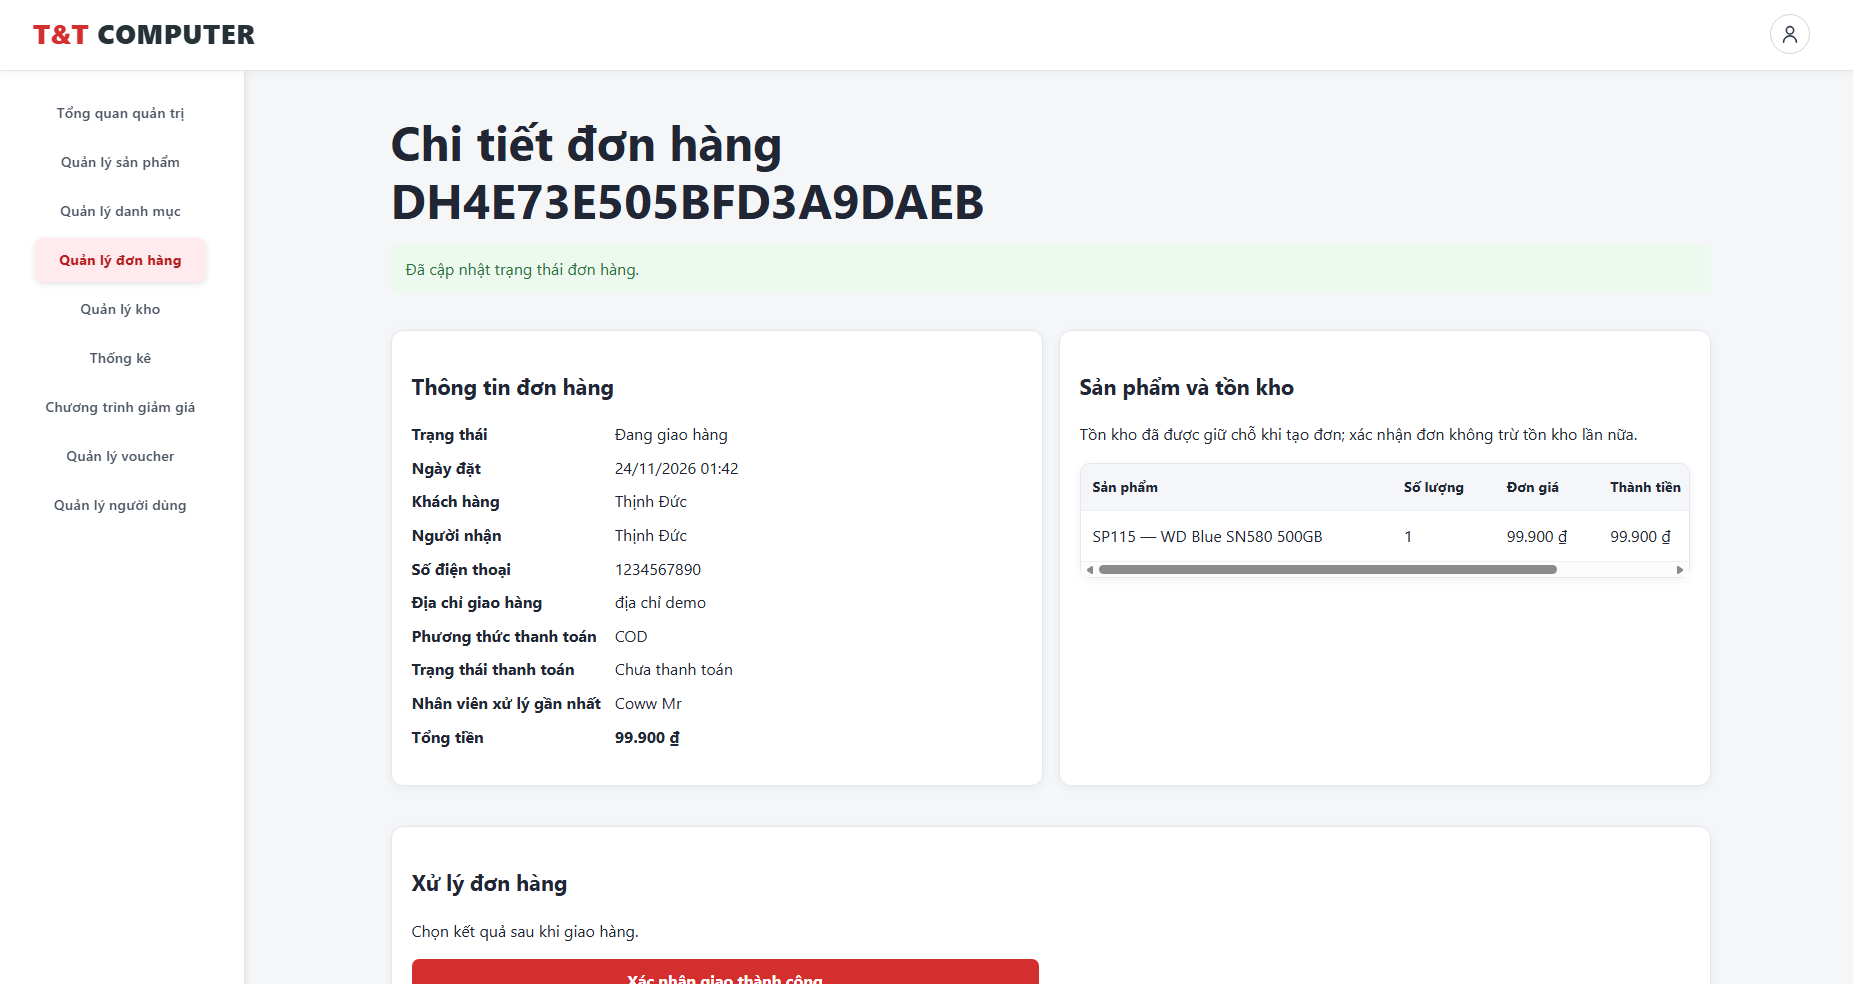 T&T COMPUTER
Tổng quan quản trị
Quản lý sản phẩm
Quản lý danh mục
Quản lý đơn hàng
Quản lý kho
Thống kê
Chương trình giảm giá
Quản lý voucher
Quản lý người dùng
Chi tiết đơn hàng
DH4E73E505BFD3A9DAEB
Đã cập nhật trạng thái đơn hàng.
Thông tin đơn hàng
Trạng thái Đang giao hàng
Ngày đặt 24/11/2026 01:42
Khách hàng Thịnh Đức
Người nhận Thịnh Đức
Số điện thoại 1234567890
Địa chỉ giao hàng địa chỉ demo
Phương thức thanh toán COD
Trạng thái thanh toán Chưa thanh toán
Nhân viên xử lý gần nhất Coww Mr
Tổng tiền 99.900 ₫
Sản phẩm và tồn kho
Tồn kho đã được giữ chỗ khi tạo đơn; xác nhận đơn không trừ tồn kho lần nữa.
Sản phẩm Số lượng Đơn giá Thành tiền
SP115 — WD Blue SN580 500GB 1 99.900 ₫ 99.900 ₫
Xử lý đơn hàng
Chọn kết quả sau khi giao hàng.
Xác nhận giao thành công